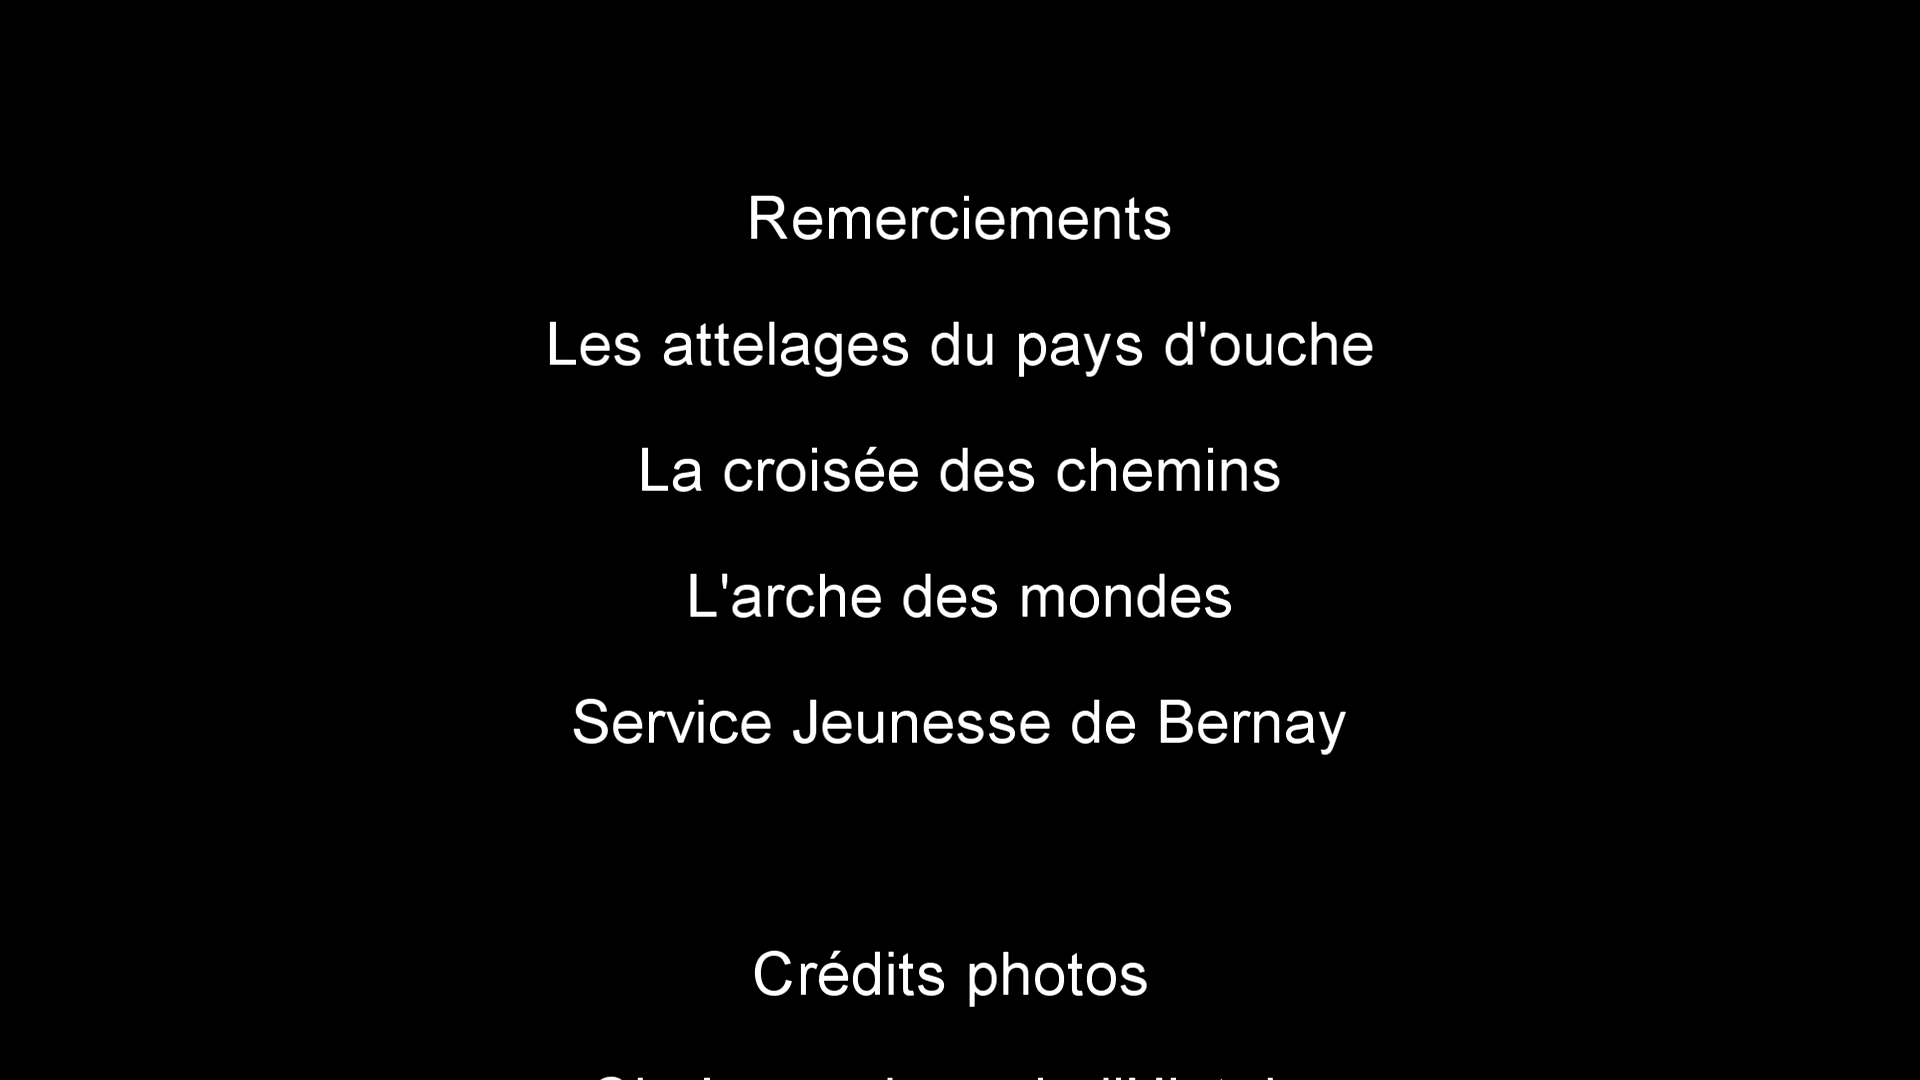 Remerciements
Les attelages du pays d'ouche
La croisée des chemins
L'arche des mondes
Service Jeunesse de Bernay
Crédits photos